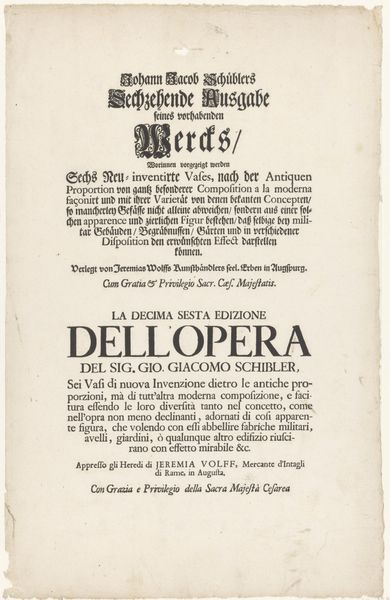 Johann Jacob Schüblers
Sechzehende Ausgabe
seines vorhabenden
Wercks/
Worinnen vorgezeigt werden
Sechs Neu-inventirte Vases, nach der Antiquen
Proportion von gantz besonderer Composition a la moderna
façonirt und mit ihrer Varietät von denen bekanten Concepten/
so mancherley Gefässe nicht alleine abweichen/ sondern aus einer sol-
chen apparence und zierlichen Figur bestehen/ daß selbige bey mili-
tar Gebäuden/ Begräbnussen/ Gärten und in verschiedener
Disposition den erwünschten Effect darstellen
können.
Verlegt von Jeremias Wolffs Kunsthändlers seel. Erben in Augspurg.
Cum Gratia & Privilegio Sacr. Cæs. Majestatis.
LA DECIMA SESTA EDIZIONE
DELL'OPERA
DEL SIG. GIO. GIACOMO SCHIBLER,
Sei Vasi di nuova Invenzione dietro le antiche pro-
porzioni, mà di tutt'altra moderna composizione, e faci-
tura essendo le loro diversità tanto nel concetto, come
nell'opra non meno declinanti, adornati di cosi apparen-
te figura, che volendo con essi abbellire fabriche militari,
avelli, giardini, ò qualunque altro edifizio riusci-
rano con effetto mirabile &c.
Appresso gli Heredi di JEREMIA VOLFF, Mercante d'Intagli
di Rame, in Augusta.
Con Grazia e Privilegio della Sacra Majestà Cesarea